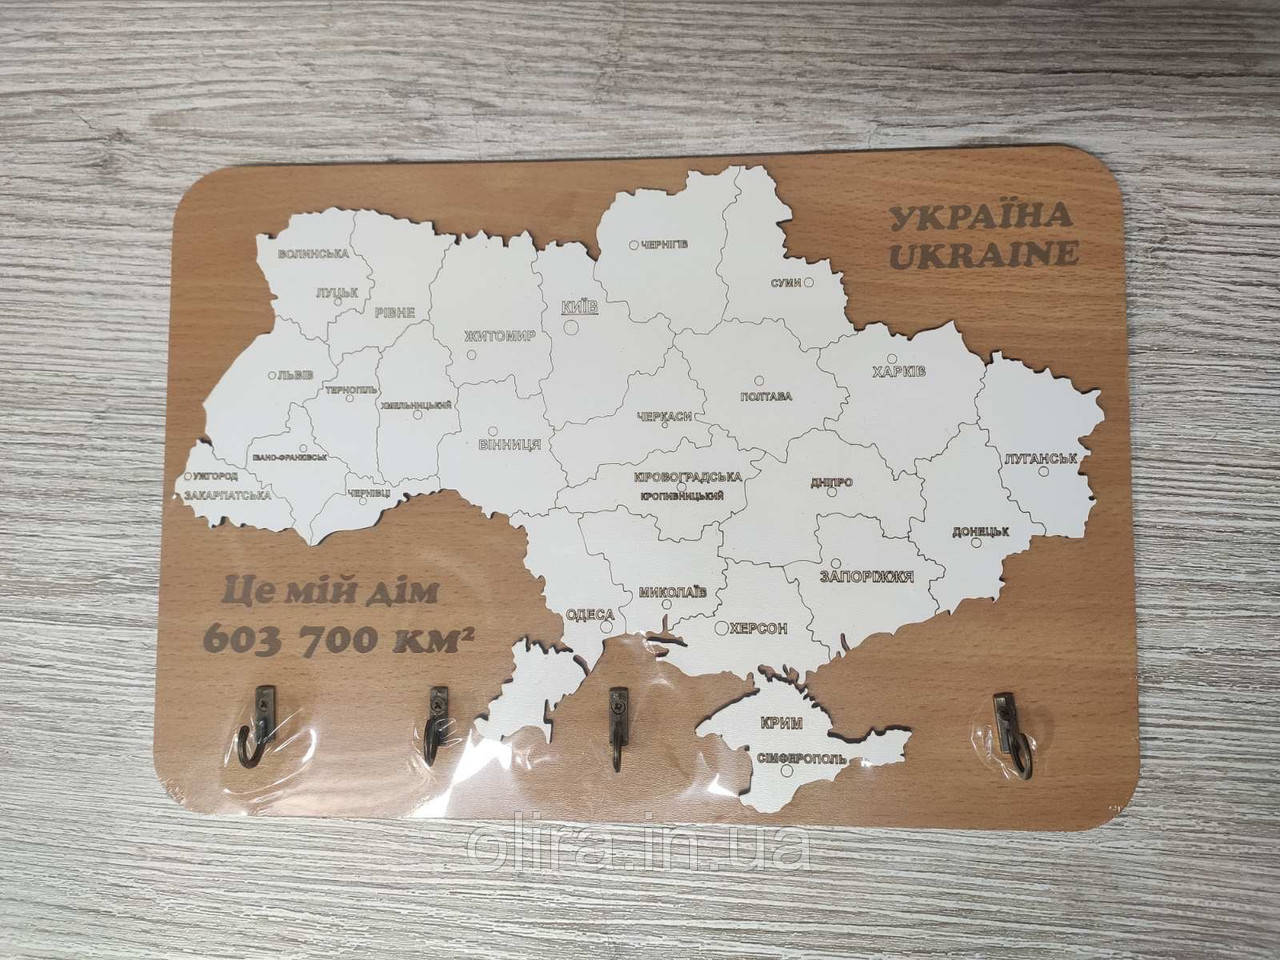 УКРАЇНА
UKRAINE
ЧЕРНІГІВ
ВОЛИНСЬКА
СУМИ
ЛУЦЬК
РІВНЕ
КИЇВ
ЖИТОМИР
ХАРКІВ
ЛЬВІВ
ТЕРНОПІЛЬ
ХМЕЛЬНИЦЬКИЙ
ПОЛТАВА
ЧЕРКАСИ
ВІННИЦЯ
ІВАНО-ФРАНКІВСЬК
ЛУГАНСЬК
УЖГОРОД
ЗАКАРПАТСЬКА
ЧЕРНІВЦІ
КІРОВОГРАДСЬКА
КРОПИВНИЦЬКИЙ
ДНІПРО
ДОНЕЦЬК
ЗАПОРІЖЖЯ
МИКОЛАЇВ
ОДЕСА
ХЕРСОН
Це мій дім
603 700 км²
КРИМ
СІМФЕРОПОЛЬ
olira.in.ua